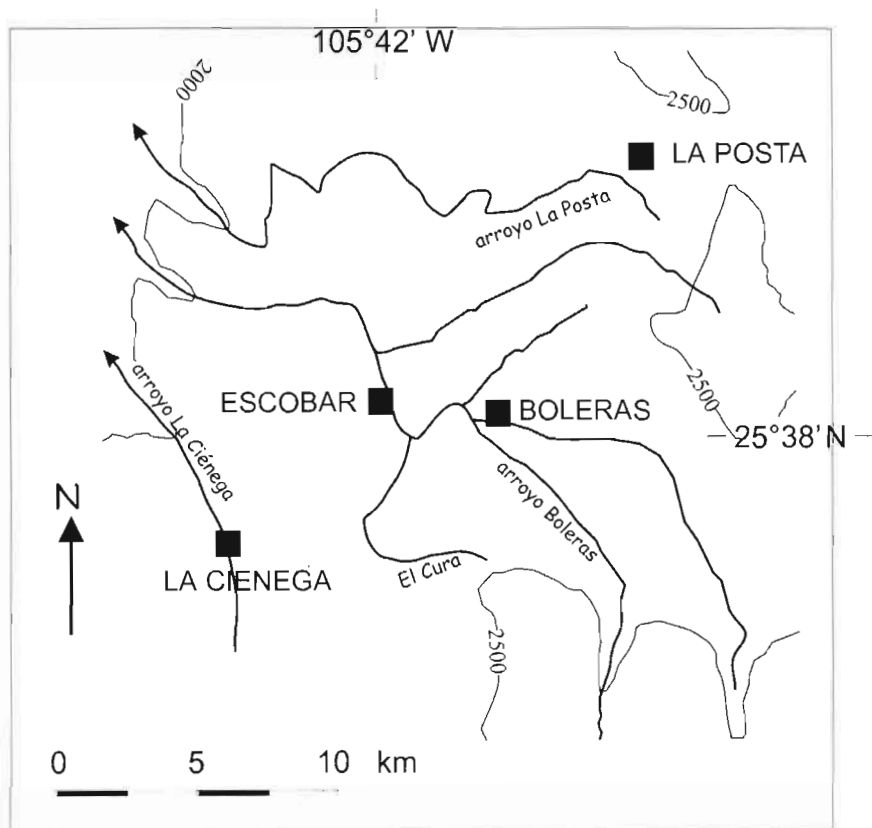 105°42' W
2000
2500
LA POSTA
arroyo La Posta
2500
ESCOBAR
BOLERAS
25°38' N
arroyo La Ciénega
arroyo Boleras
N
LA CIENEGA
El Cura
2500
0 5 10 km